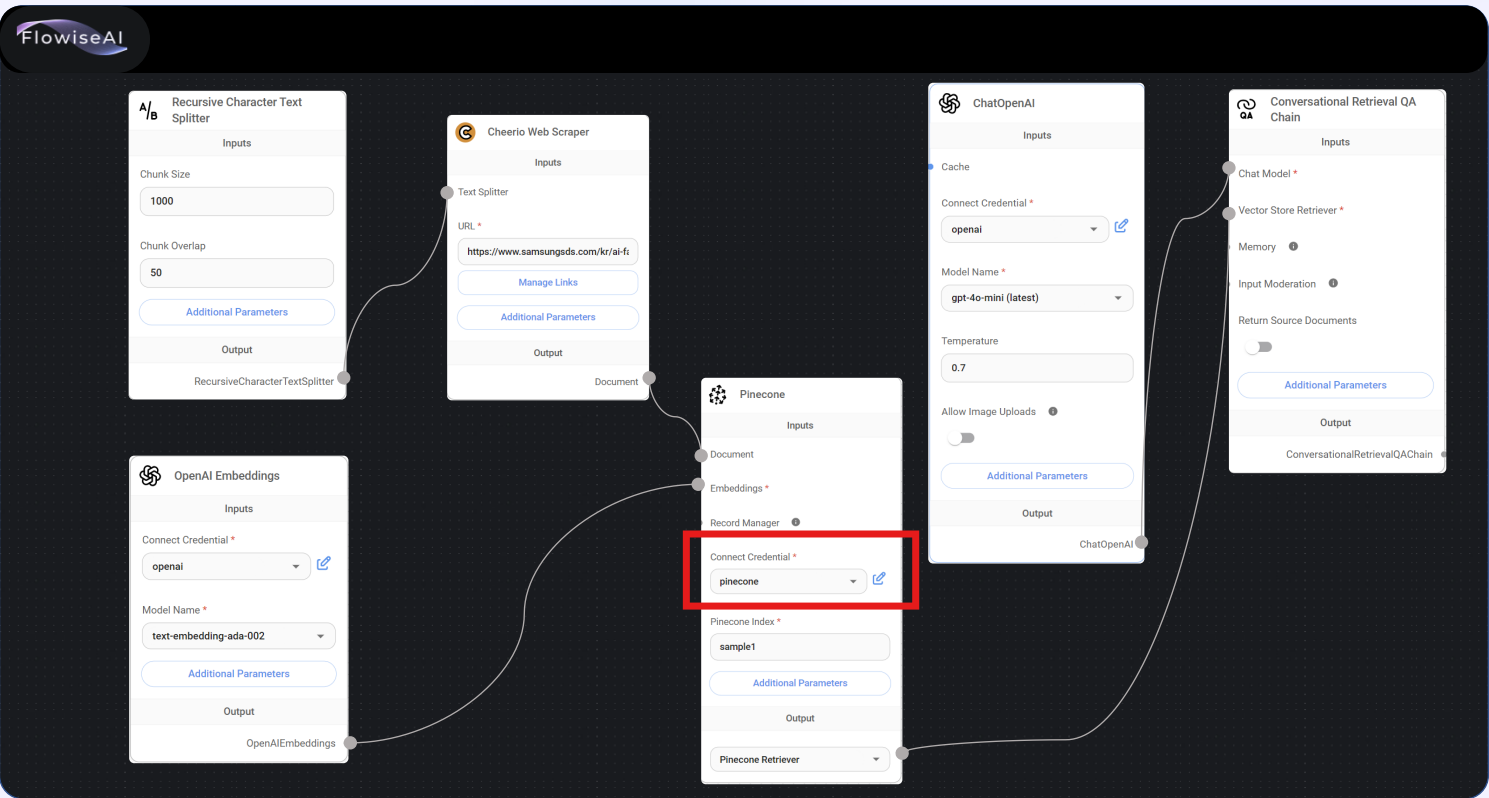 FlowiseAI
A/B
Recursive Character Text
Splitter
Inputs
Chunk Size
1000
Chunk Overlap
50
Additional Parameters
Output
RecursiveCharacterTextSplitter
C
Cheerio Web Scraper
Inputs
Text Splitter
URL *
https://www.samsungsds.com/kr/ai-fa
Manage Links
Additional Parameters
Output
Document
OpenAI Embeddings
Inputs
Connect Credential *
openai
Model Name *
text-embedding-ada-002
Additional Parameters
Output
OpenAIEmbeddings
Pinecone
Inputs
Document
Embeddings *
Record Manager
Connect Credential *
pinecone
Pinecone Index *
sample1
Additional Parameters
Output
Pinecone Retriever
ChatOpenAI
Inputs
Cache
Connect Credential *
openai
Model Name *
gpt-4o-mini (latest)
Temperature
0.7
Allow Image Uploads
Additional Parameters
Output
ChatOpenAI
QA
Conversational Retrieval QA
Chain
Inputs
Chat Model *
Vector Store Retriever *
Memory
Input Moderation
Return Source Documents
Additional Parameters
Output
ConversationalRetrievalQAChain